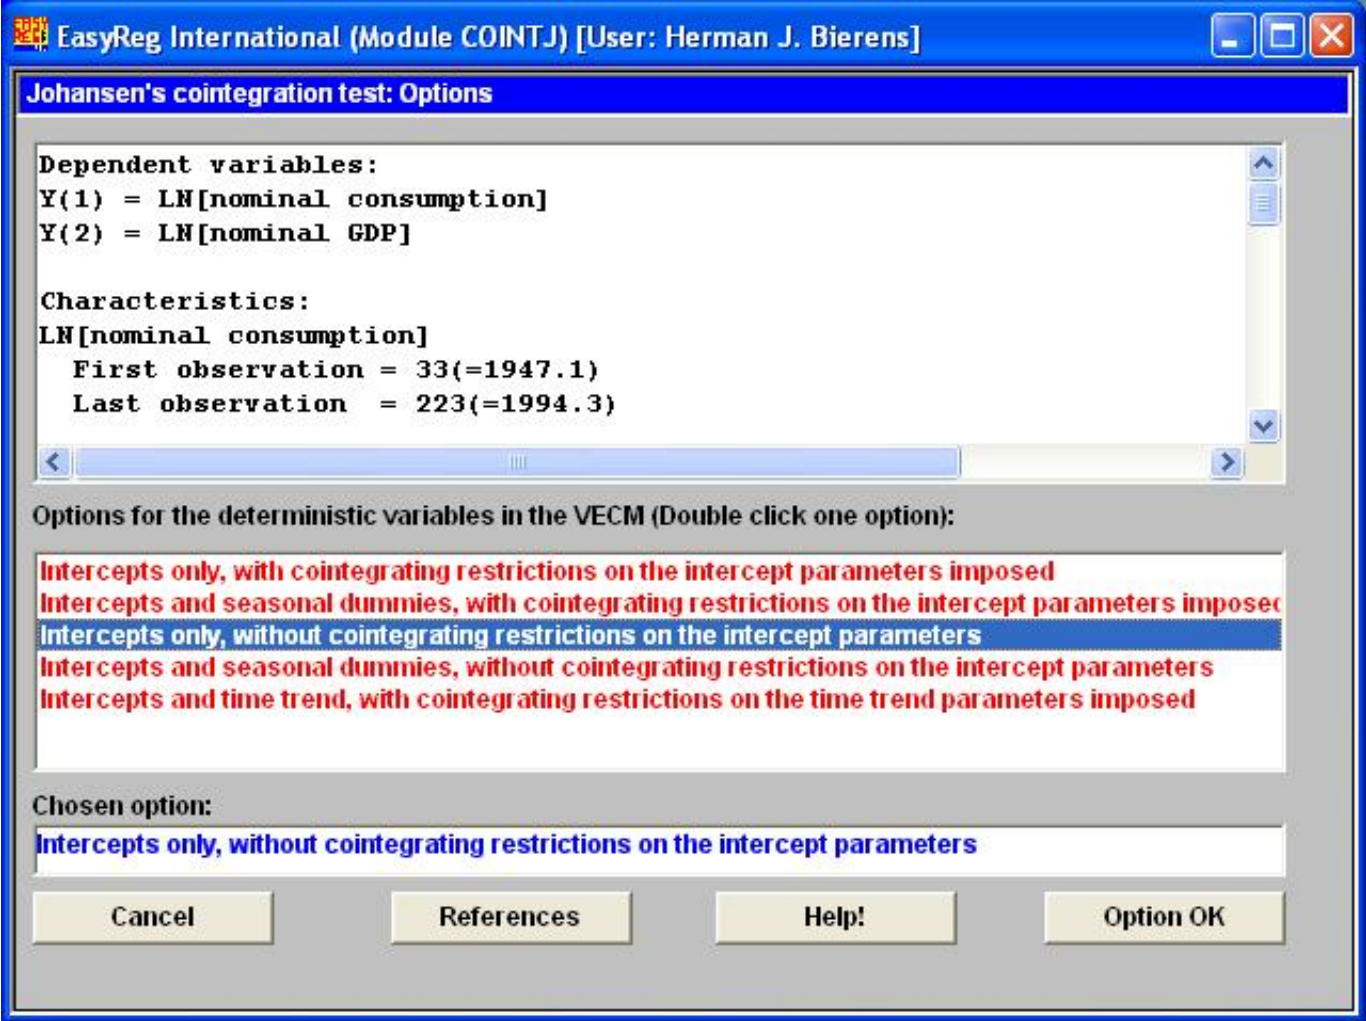 EasyReg International (Module COINTJ) [User: Herman J. Bierens]
Johansen's cointegration test: Options
Dependent variables:
Y(1) = LN[nominal consumption]
Y(2) = LN[nominal GDP]
Characteristics:
LN[nominal consumption]
First observation = 33(=1947.1)
Last observation = 223(=1994.3)
Options for the deterministic variables in the VECM (Double click one option):
Intercepts only, with cointegrating restrictions on the intercept parameters imposed
Intercepts and seasonal dummies, with cointegrating restrictions on the intercept parameters imposed
Intercepts only, without cointegrating restrictions on the intercept parameters
Intercepts and seasonal dummies, without cointegrating restrictions on the intercept parameters
Intercepts and time trend, with cointegrating restrictions on the time trend parameters imposed
Chosen option:
Intercepts only, without cointegrating restrictions on the intercept parameters
Cancel References Help! Option OK